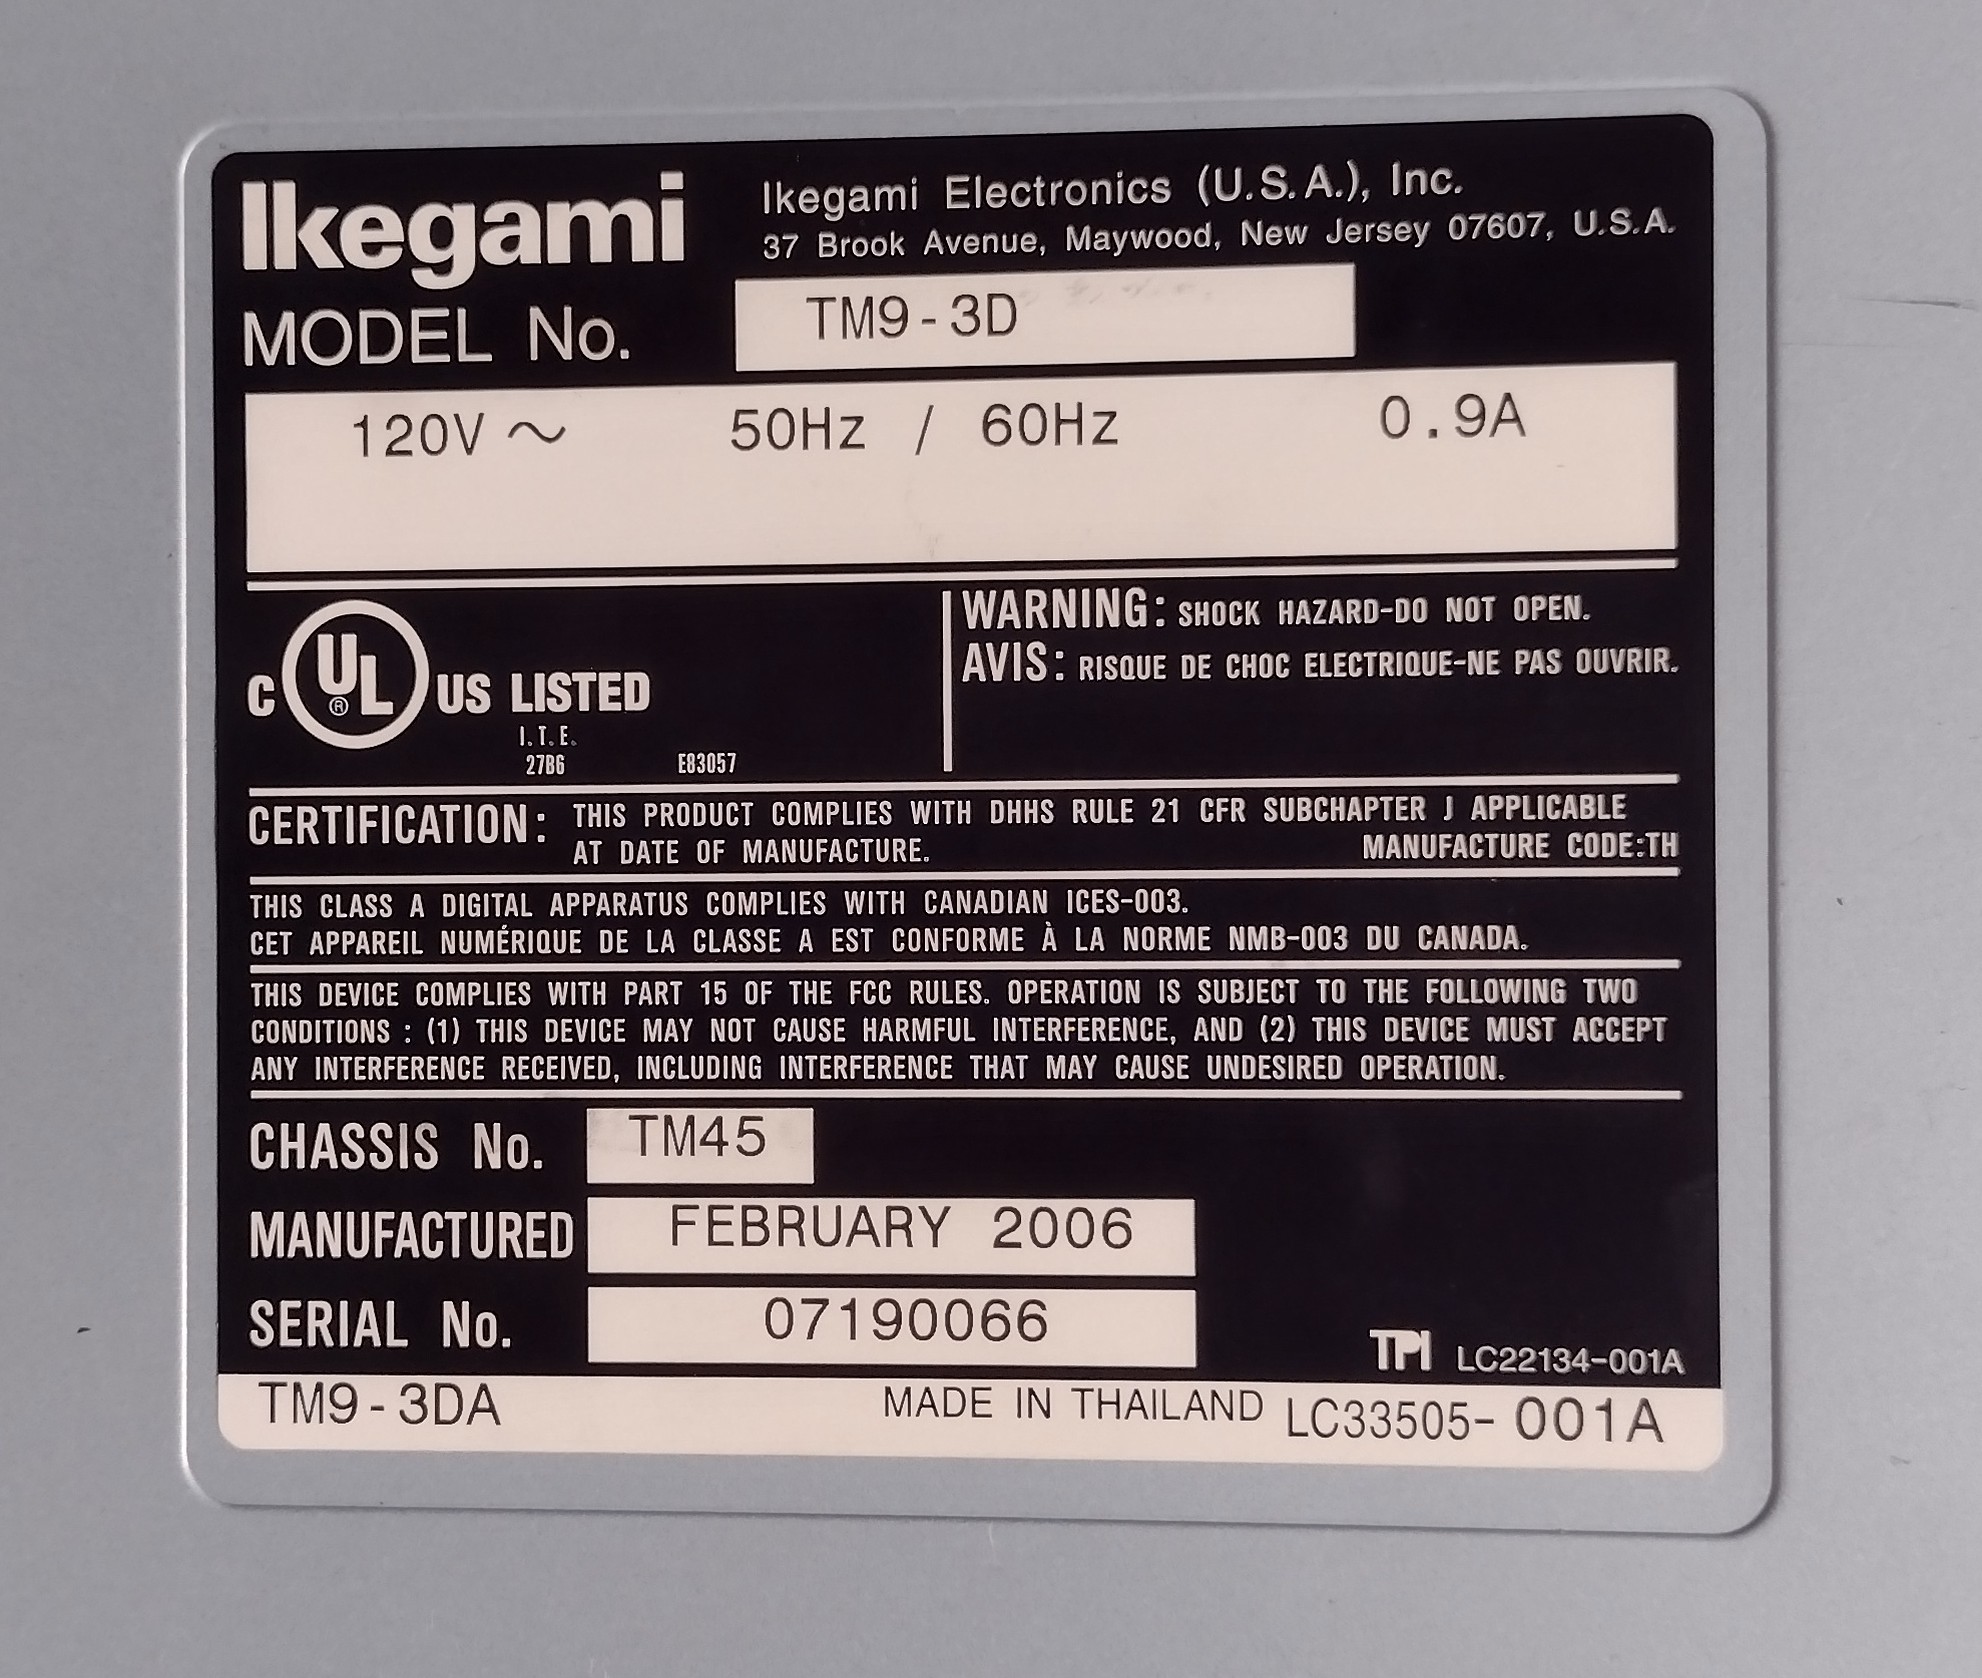 Ikegami
Ikegami Electronics (U.S.A.), Inc.
37 Brook Avenue, Maywood, New Jersey 07607, U.S.A.
MODEL No. TM9-3D
120V ~ 50Hz / 60Hz 0.9A
C UL ® US LISTED
I.T.E.
27B6 E83057
WARNING: SHOCK HAZARD-DO NOT OPEN.
AVIS: RISQUE DE CHOC ELECTRIQUE-NE PAS OUVRIR.
CERTIFICATION: THIS PRODUCT COMPLIES WITH DHHS RULE 21 CFR SUBCHAPTER J APPLICABLE
AT DATE OF MANUFACTURE. MANUFACTURE CODE:TH
THIS CLASS A DIGITAL APPARATUS COMPLIES WITH CANADIAN ICES-003.
CET APPAREIL NUMÉRIQUE DE LA CLASSE A EST CONFORME À LA NORME NMB-003 DU CANADA.
THIS DEVICE COMPLIES WITH PART 15 OF THE FCC RULES. OPERATION IS SUBJECT TO THE FOLLOWING TWO
CONDITIONS : (1) THIS DEVICE MAY NOT CAUSE HARMFUL INTERFERENCE, AND (2) THIS DEVICE MUST ACCEPT
ANY INTERFERENCE RECEIVED, INCLUDING INTERFERENCE THAT MAY CAUSE UNDESIRED OPERATION.
CHASSIS No. TM45
MANUFACTURED FEBRUARY 2006
SERIAL No. 07190066
TPI LC22134-001A
TM9-3DA MADE IN THAILAND LC33505-001A